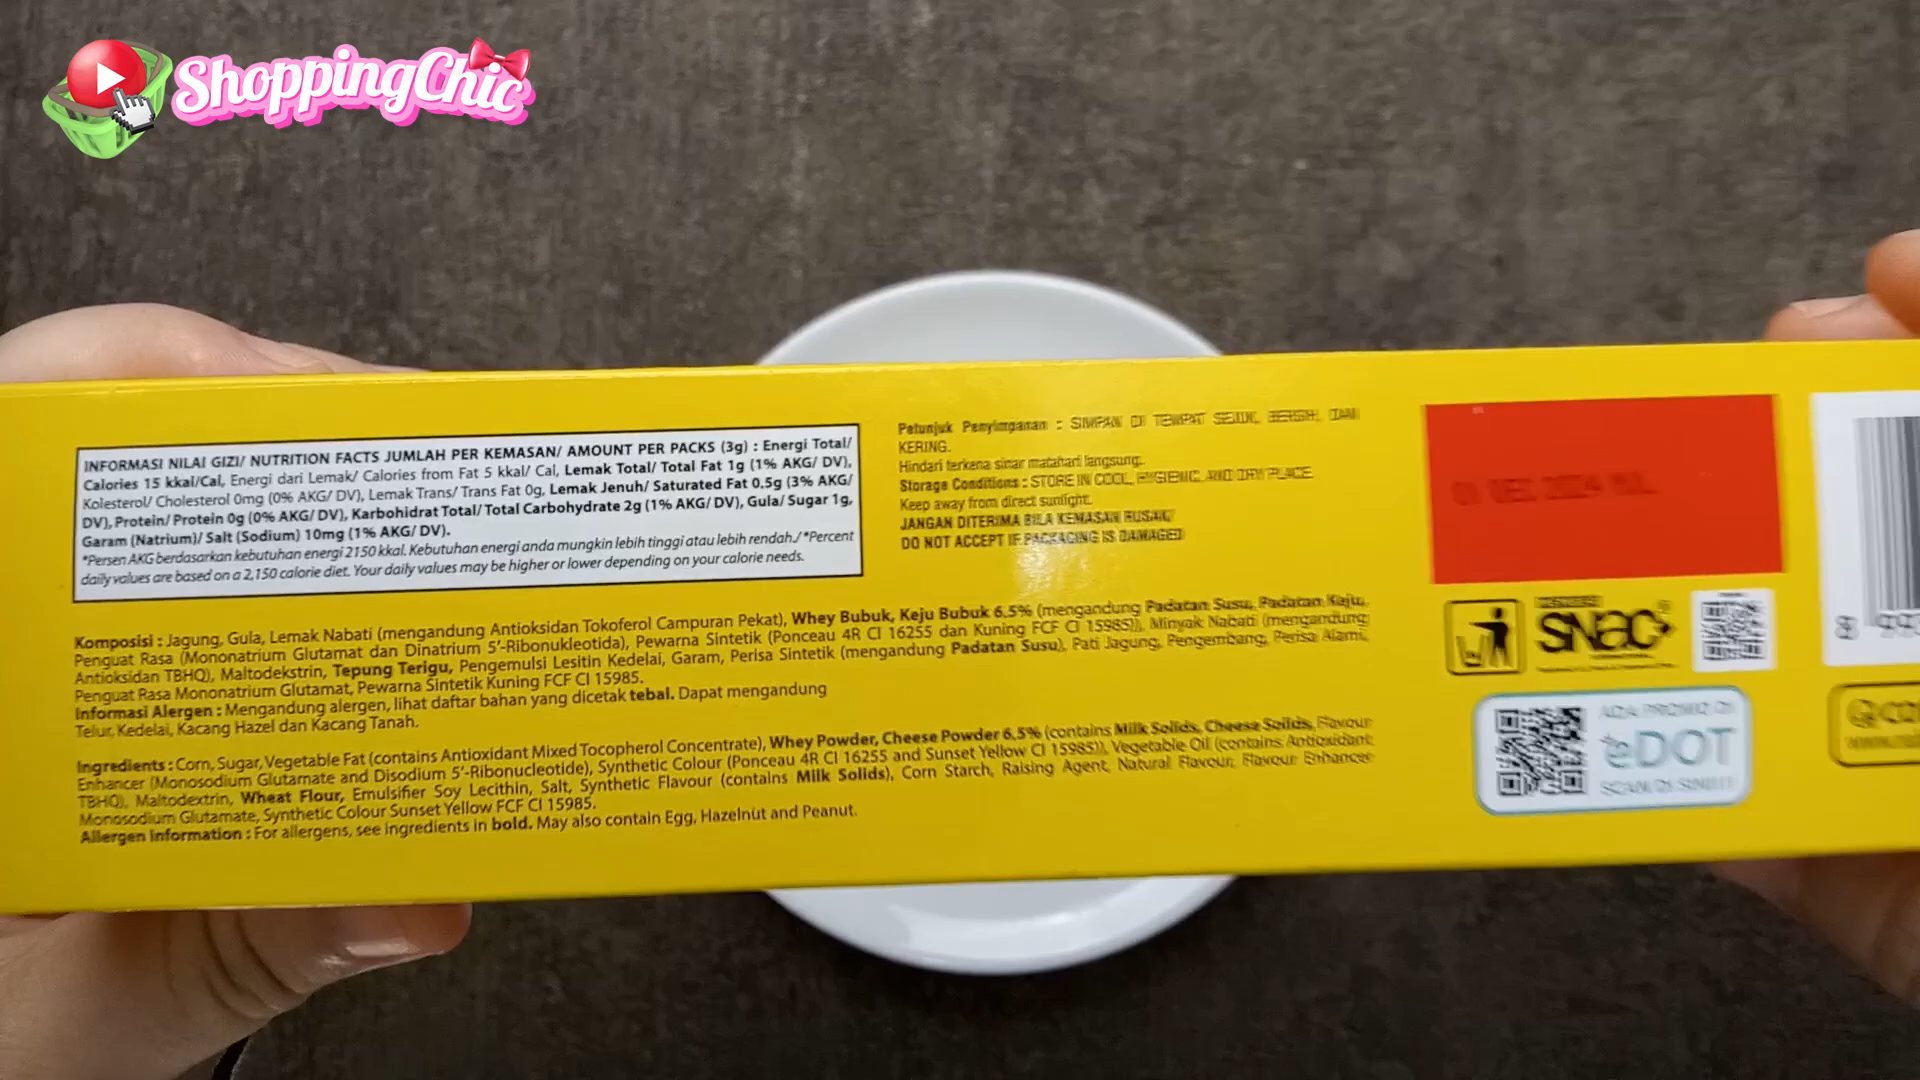 ShoppingChic
INFORMASI NILAI GIZI/ NUTRITION FACTS JUMLAH PER KEMASAN/ AMOUNT PER PACKS (3g) : Energi Total/
Calories 15 kkal/Cal, Energi dari Lemak/ Calories from Fat 5 kkal/ Cal, Lemak Total/ Total Fat 1g (1% AKG/ DV),
Kolesterol/ Cholesterol 0mg (0% AKG/ DV), Lemak Trans/ Trans Fat 0g, Lemak Jenuh/ Saturated Fat 0.5g (3% AKG/
DV), Protein/ Protein 0g (0% AKG/ DV), Karbohidrat Total/ Total Carbohydrate 2g (1% AKG/ DV), Gula/ Sugar 1g,
Garam (Natrium)/ Salt (Sodium) 10mg (1% AKG/ DV).
*Persen AKG berdasarkan kebutuhan energi 2150 kkal. Kebutuhan energi anda mungkin lebih tinggi atau lebih rendah./ *Percent
daily values are based on a 2,150 calorie diet. Your daily values may be higher or lower depending on your calorie needs.
Petunjuk Penyimpanan : SIMPAN DI TEMPAT SEJUK, BERSIH, DAN
KERING.
Hindari terkena sinar matahari langsung.
Storage Conditions : STORE IN COOL, HYGIENIC, AND DRY PLACE.
Keep away from direct sunlight.
JANGAN DITERIMA BILA KEMASAN RUSAK/
DO NOT ACCEPT IF PACKAGING IS DAMAGED
Komposisi : Jagung, Gula, Lemak Nabati (mengandung Antioksidan Tokoferol Campuran Pekat), Whey Bubuk, Keju Bubuk 6.5% (mengandung Padatan Susu, Padatan Keju,
Penguat Rasa (Mononatrium Glutamat dan Dinatrium 5'-Ribonukleotida), Pewarna Sintetik (Ponceau 4R CI 16255 dan Kuning FCF CI 15985)), Minyak Nabati (mengandung
Antioksidan TBHQ), Maltodekstrin, Tepung Terigu, Pengemulsi Lesitin Kedelai, Garam, Perisa Sintetik (mengandung Padatan Susu), Pati Jagung, Pengembang, Perisa Alami,
Penguat Rasa Mononatrium Glutamat, Pewarna Sintetik Kuning FCF CI 15985.
Informasi Alergen : Mengandung alergen, lihat daftar bahan yang dicetak tebal. Dapat mengandung
Telur, Kedelai, Kacang Hazel dan Kacang Tanah.
Ingredients : Corn, Sugar, Vegetable Fat (contains Antioxidant Mixed Tocopherol Concentrate), Whey Powder, Cheese Powder 6.5% (contains Milk Solids, Cheese Solids, Flavour
Enhancer (Monosodium Glutamate and Disodium 5'-Ribonucleotide), Synthetic Colour (Ponceau 4R CI 16255 and Sunset Yellow CI 15985)), Vegetable Oil (contains Antioxidant
TBHQ), Maltodextrin, Wheat Flour, Emulsifier Soy Lecithin, Salt, Synthetic Flavour (contains Milk Solids), Corn Starch, Raising Agent, Natural Flavour, Flavour Enhancer
Monosodium Glutamate, Synthetic Colour Sunset Yellow FCF CI 15985.
Allergen Information : For allergens, see ingredients in bold. May also contain Egg, Hazelnut and Peanut.
01 DEC 2024
SNAC
ADA PROMO DI
eDOT
SCAN DI SINI!!!
8 99